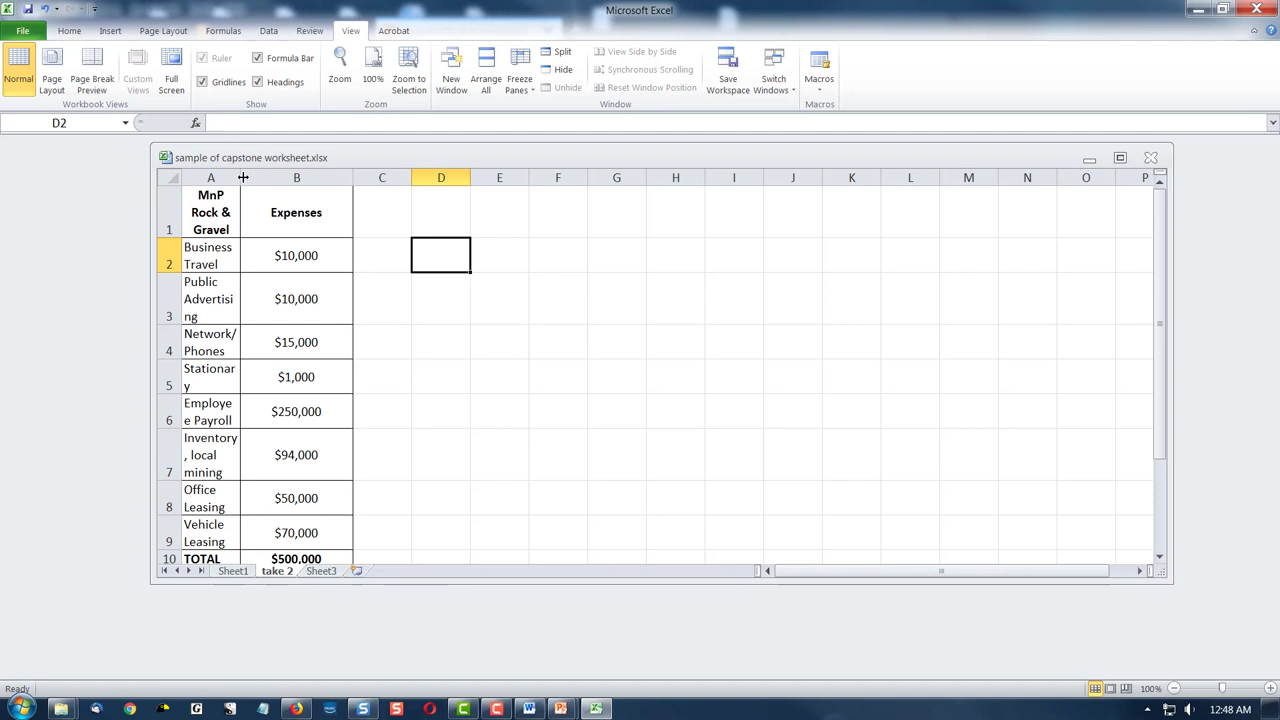 Microsoft Excel
File Home Insert Page Layout Formulas Data Review View Acrobat
Normal
Page Layout
Page Break Preview
Custom Views
Full Screen
Workbook Views
Ruler
Formula Bar
Gridlines
Headings
Show
Zoom
100%
Zoom to Selection
Zoom
New Window
Arrange All
Freeze Panes
Split
Hide
Unhide
View Side by Side
Synchronous Scrolling
Reset Window Position
Window
Save Workspace
Switch Windows
Macros
Macros
D2
fx
sample of capstone worksheet.xlsx
A B C D E F G H I J K L M N O P
MnP
Rock &
1 Gravel Expenses
Business
2 Travel $10,000
Public
Advertisi
3 ng $10,000
Network/
4 Phones $15,000
Stationar
5 y $1,000
Employe
6 e Payroll $250,000
Inventory
, local
7 mining $94,000
Office
8 Leasing $50,000
Vehicle
9 Leasing $70,000
10 TOTAL $500,000
Sheet1 take 2 Sheet3
Ready 100%
12:48 AM